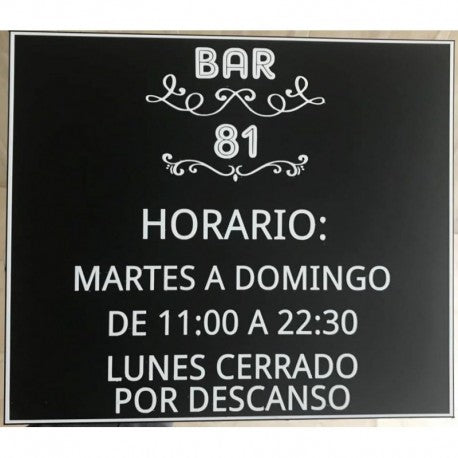 BAR
81
HORARIO:
MARTES A DOMINGO
DE 11:00 A 22:30
LUNES CERRADO
POR DESCANSO